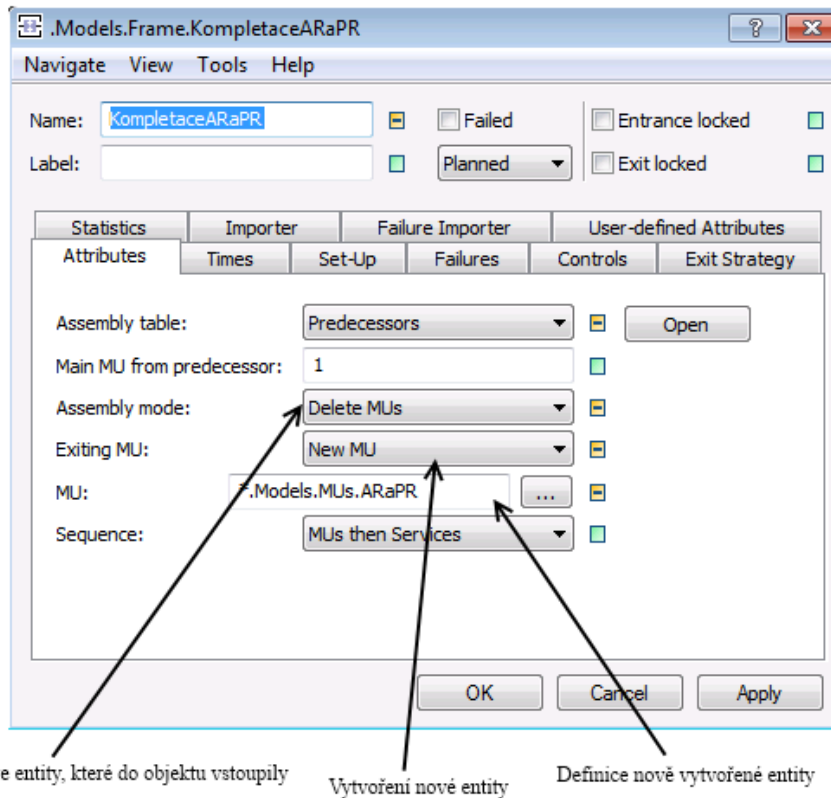 .Models.Frame.KompletaceARaPR
Navigate View Tools Help
Name: KompletaceARaPR Failed Entrance locked
Label: Planned Exit locked
Statistics Importer Failure Importer User-defined Attributes
Attributes Times Set-Up Failures Controls Exit Strategy
Assembly table: Predecessors Open
Main MU from predecessor: 1
Assembly mode: Delete MUs
Exiting MU: New MU
MU: *.Models.MUs.ARaPR ...
Sequence: MUs then Services
OK Cancel Apply
e entity, které do objektu vstoupily
Vytvoření nové entity
Definice nově vytvořené entity